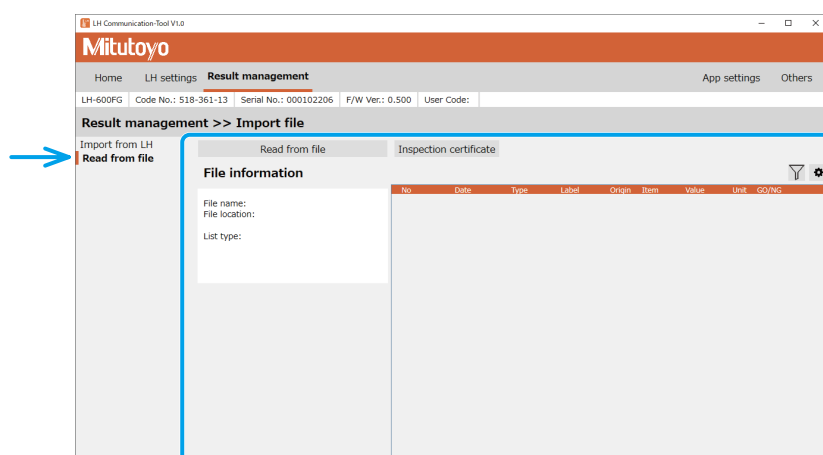 LH Communication-Tool V1.0
Mitutoyo
Home LH settings Result management App settings Others
LH-600FG Code No.: 518-361-13 Serial No.: 000102206 F/W Ver.: 0.500 User Code:
Result management >> Import file
Import from LH
Read from file
Read from file Inspection certificate
File information
No Date Type Label Origin Item Value Unit GO/NG
File name:
File location:
List type: